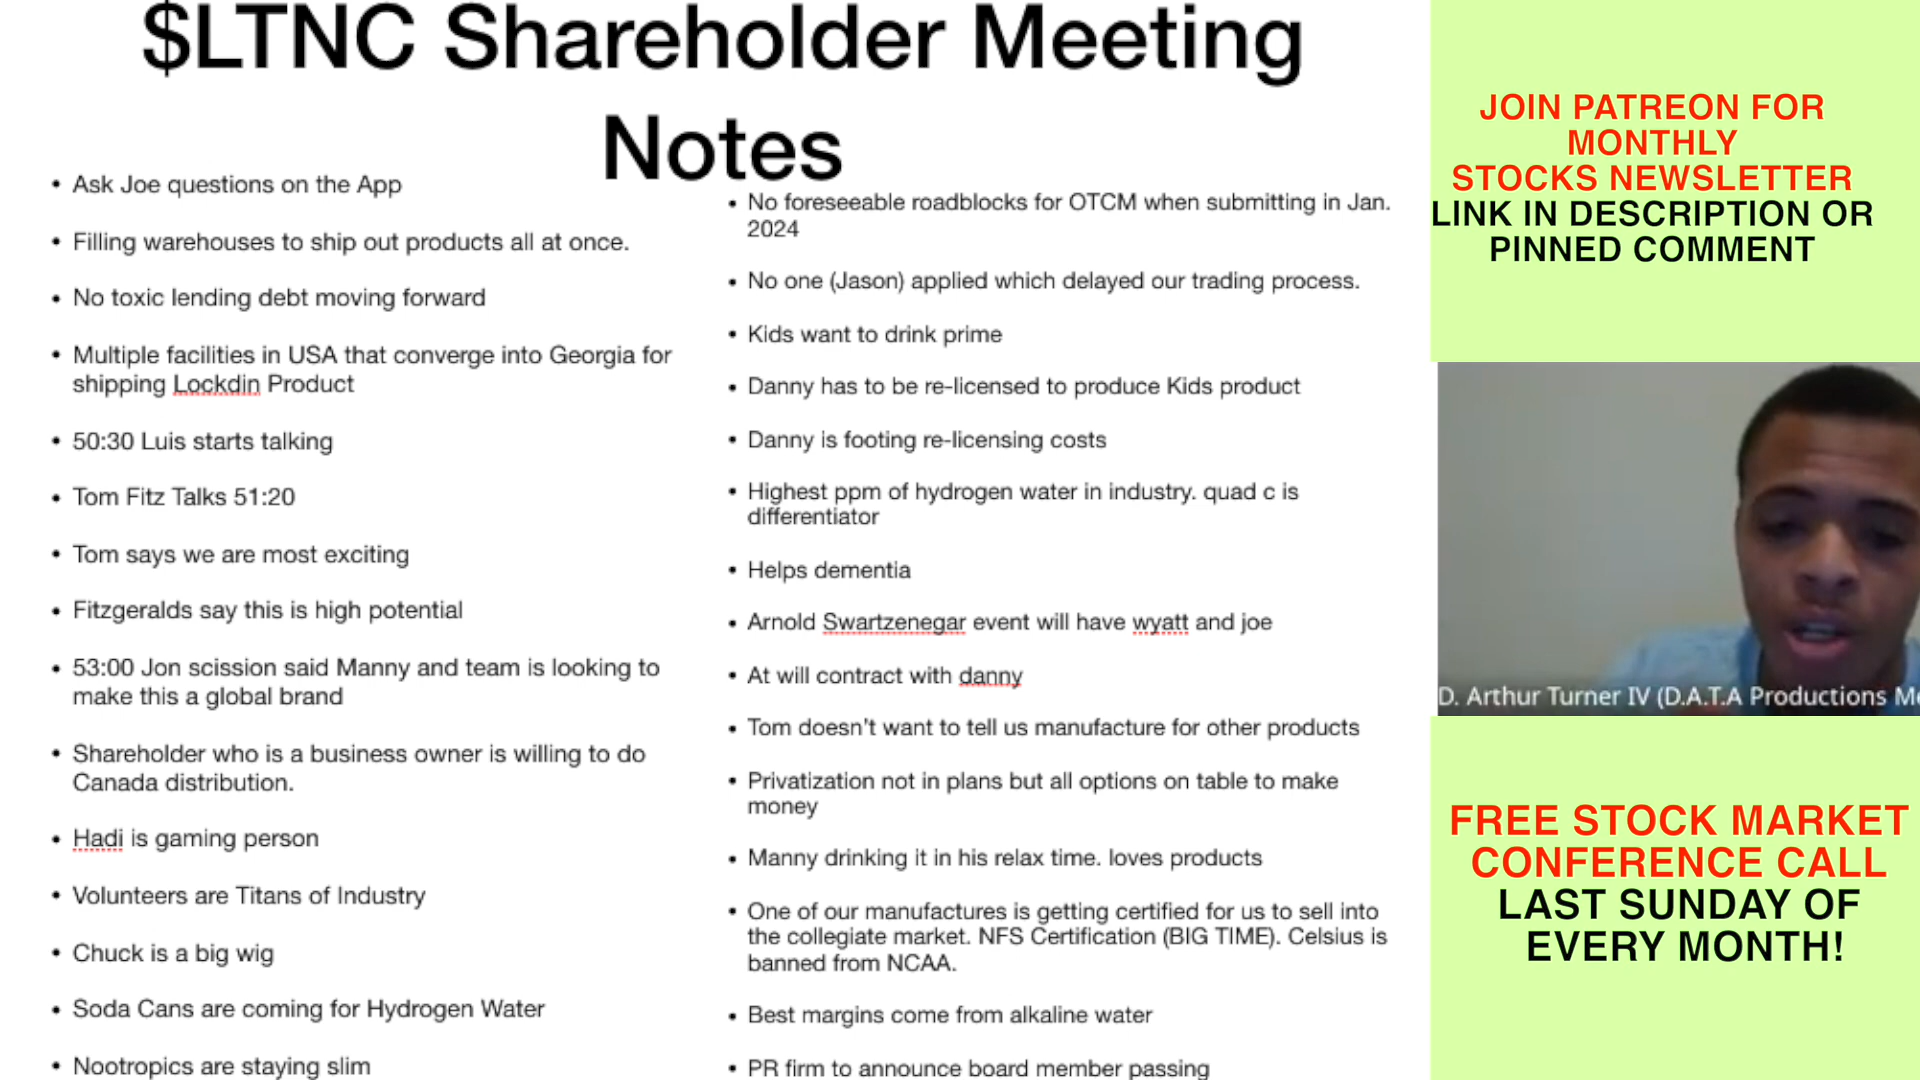 $LTNC Shareholder Meeting
Notes
• Ask Joe questions on the App
• Filling warehouses to ship out products all at once.
• No toxic lending debt moving forward
• Multiple facilities in USA that converge into Georgia for
shipping Lockdin Product
• 50:30 Luis starts talking
• Tom Fitz Talks 51:20
• Tom says we are most exciting
• Fitzgeralds say this is high potential
• 53:00 Jon scission said Manny and team is looking to
make this a global brand
• Shareholder who is a business owner is willing to do
Canada distribution.
• Hadi is gaming person
• Volunteers are Titans of Industry
• Chuck is a big wig
• Soda Cans are coming for Hydrogen Water
• Nootropics are staying slim
• No foreseeable roadblocks for OTCM when submitting in Jan.
2024
• No one (Jason) applied which delayed our trading process.
• Kids want to drink prime
• Danny has to be re-licensed to produce Kids product
• Danny is footing re-licensing costs
• Highest ppm of hydrogen water in industry. quad c is
differentiator
• Helps dementia
• Arnold Swartzenegar event will have wyatt and joe
• At will contract with danny
• Tom doesn’t want to tell us manufacture for other products
• Privatization not in plans but all options on table to make
money
• Manny drinking it in his relax time. loves products
• One of our manufactures is getting certified for us to sell into
the collegiate market. NFS Certification (BIG TIME). Celsius is
banned from NCAA.
• Best margins come from alkaline water
• PR firm to announce board member passing
JOIN PATREON FOR
MONTHLY
STOCKS NEWSLETTER
LINK IN DESCRIPTION OR
PINNED COMMENT
D. Arthur Turner IV (D.A.T.A Productions Me
FREE STOCK MARKET
CONFERENCE CALL
LAST SUNDAY OF
EVERY MONTH!